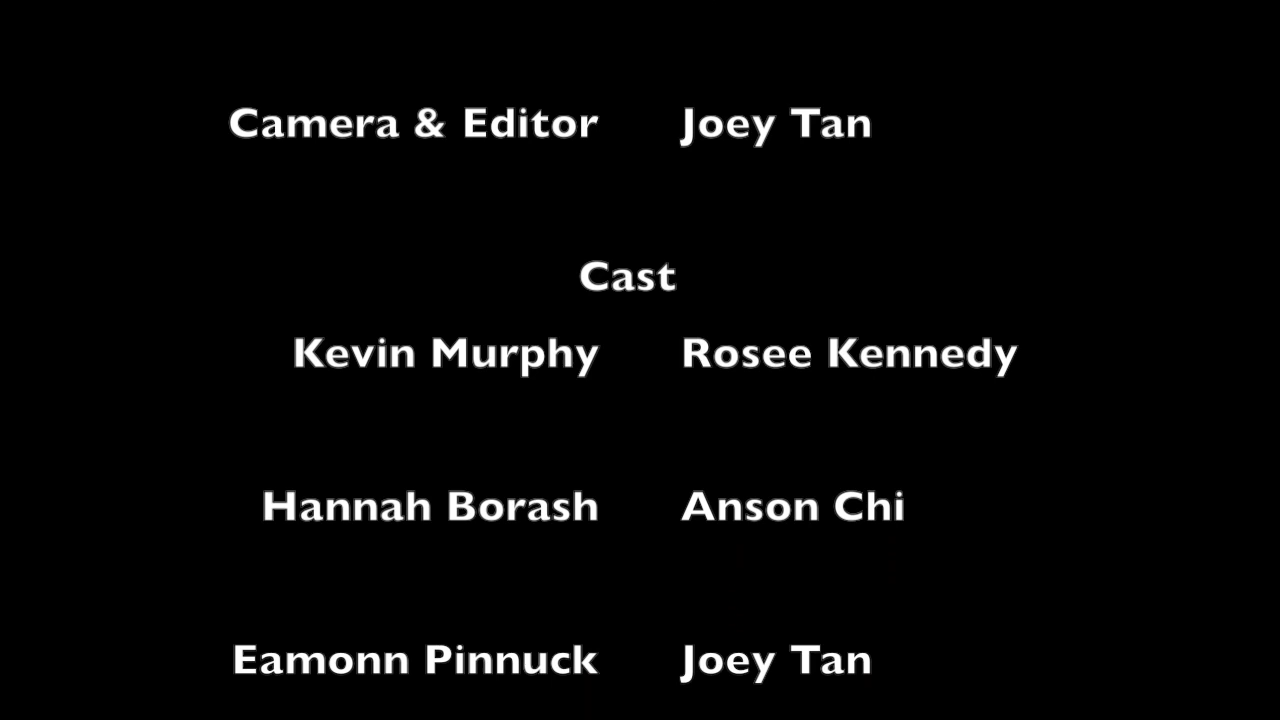 Camera & Editor Joey Tan
Cast
Kevin Murphy Rosee Kennedy
Hannah Borash Anson Chi
Eamonn Pinnuck Joey Tan